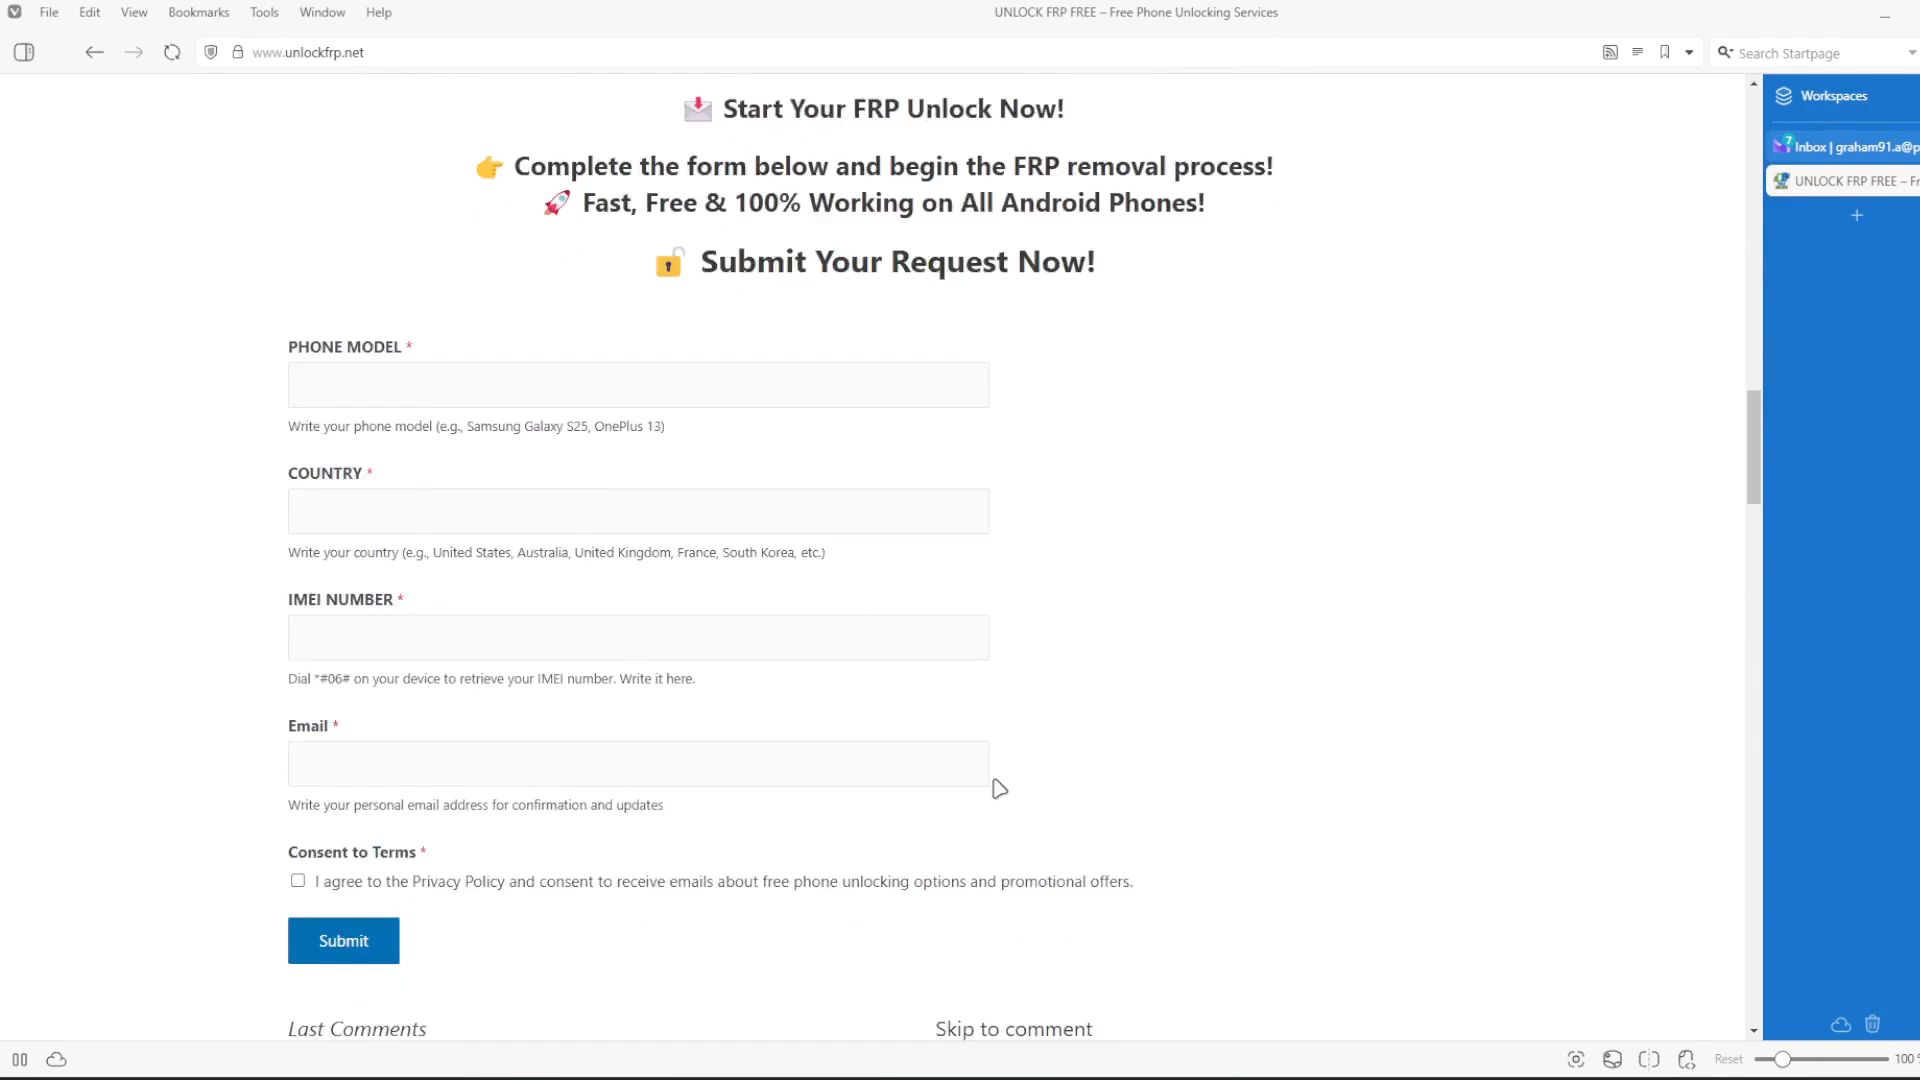 File Edit View Bookmarks Tools Window Help
UNLOCK FRP FREE – Free Phone Unlocking Services
www.unlockfrp.net
Search Startpage
Start Your FRP Unlock Now!
Complete the form below and begin the FRP removal process!
Fast, Free & 100% Working on All Android Phones!
Submit Your Request Now!
PHONE MODEL *
Write your phone model (e.g., Samsung Galaxy S25, OnePlus 13)
COUNTRY *
Write your country (e.g., United States, Australia, United Kingdom, France, South Korea, etc.)
IMEI NUMBER *
Dial *#06# on your device to retrieve your IMEI number. Write it here.
Email *
Write your personal email address for confirmation and updates
Consent to Terms *
I agree to the Privacy Policy and consent to receive emails about free phone unlocking options and promotional offers.
Submit
Last Comments
Skip to comment
Workspaces
7
Inbox | graham91.a@p
UNLOCK FRP FREE – Fr
Reset
100 %